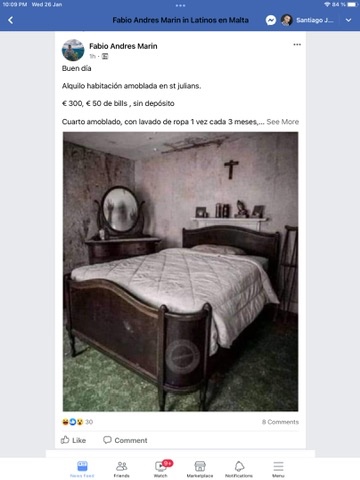 10:09 PM Wed 26 Jan 84 %
Fabio Andres Marin in Latinos en Malta Santiago J...
Fabio Andres Marin
1h
Buen día
Alquilo habitación amoblada en st julians.
€ 300, € 50 de bills , sin depósito
Cuarto amoblado, con lavado de ropa 1 vez cada 3 meses,... See More
30 8 Comments
Like Comment
9+
News Feed Friends Watch Marketplace Notifications Menu